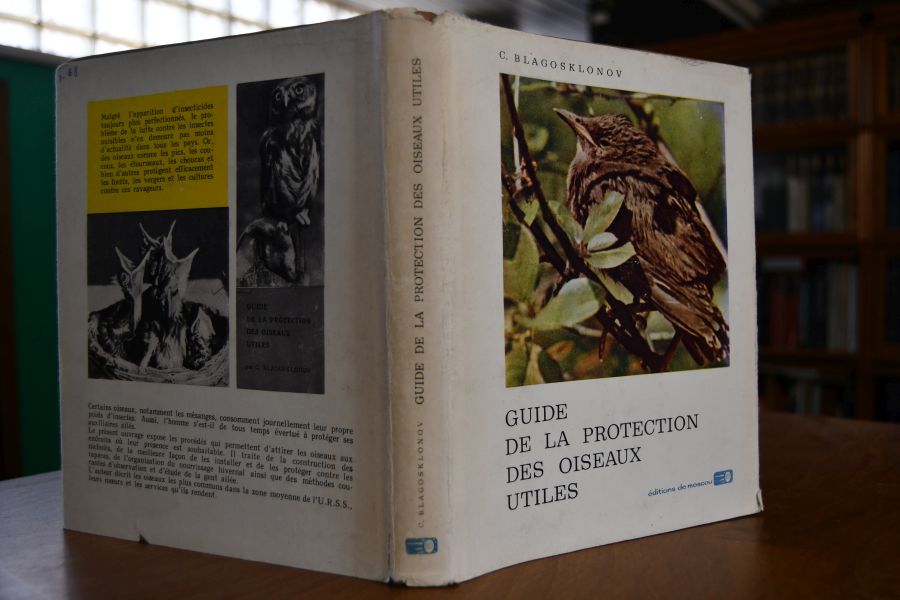 Malgré l'apparition d'insecticides
toujours plus perfectionnés, le pro-
blème de la lutte contre les insectes
nuisibles n'en demeure pas moins
d'actualité dans tous les pays. Or,
des oiseaux comme les pics, les cou-
cous, les étourneaux, les choucas et
bien d'autres protigent efficacement
les forêts, les vergers et les cultures
contre ces ravageurs.
GUIDE
DE LA PROTECTION
DES OISEAUX
UTILES
par C. BLAGOSKLONOV
Certains oiseaux, notamment les mésanges, consomment journellement leur propre
poids d'insectes. Aussi, l'homme s'est-il de tous temps évertué à protéger ses
auxiliaires ailés.
Le présent ouvrage expose les procédés qui permettent d'attirer les oiseaux aux
endroits où leur présence est souhaitable. Il traite de la construction des
nichoirs, de la meilleure façon de les installer et de les protéger contre les
rapaces, de l'organisation du nourrissage hivernal ainsi que des méthodes cou-
rantes d'observation et d'étude de la gent ailée.
L'auteur décrit les oiseaux les plus communs dans la zone moyenne de l'U.R.S.S.,
leurs mœurs et les services qu'ils rendent.
C. BLAGOSKLONOV GUIDE DE LA PROTECTION DES OISEAUX UTILES
C. BLAGOSKLONOV
GUIDE
DE LA PROTECTION
DES OISEAUX
UTILES
éditions de moscou